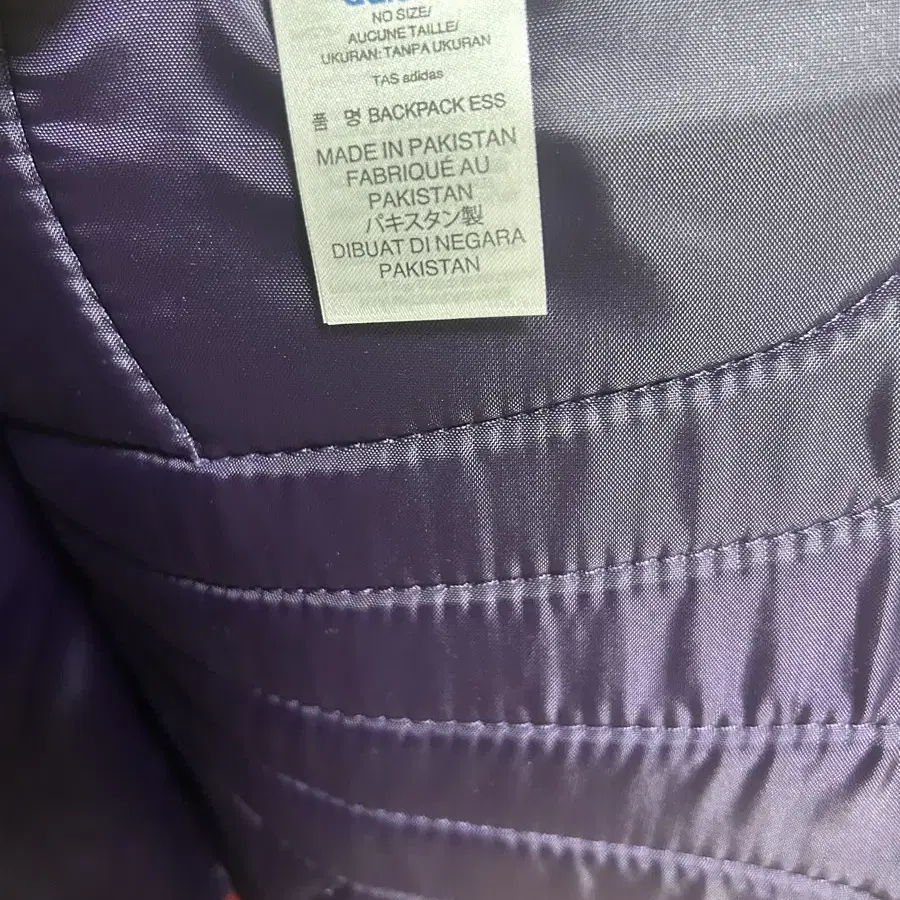 adidas
NO SIZE/
AUCUNE TAILLE/
UKURAN: TANPA UKURAN
TAS adidas
품 명 BACKPACK ESS
MADE IN PAKISTAN
FABRIQUÉ AU
PAKISTAN
パキスタン製
DIBUAT DI NEGARA
PAKISTAN